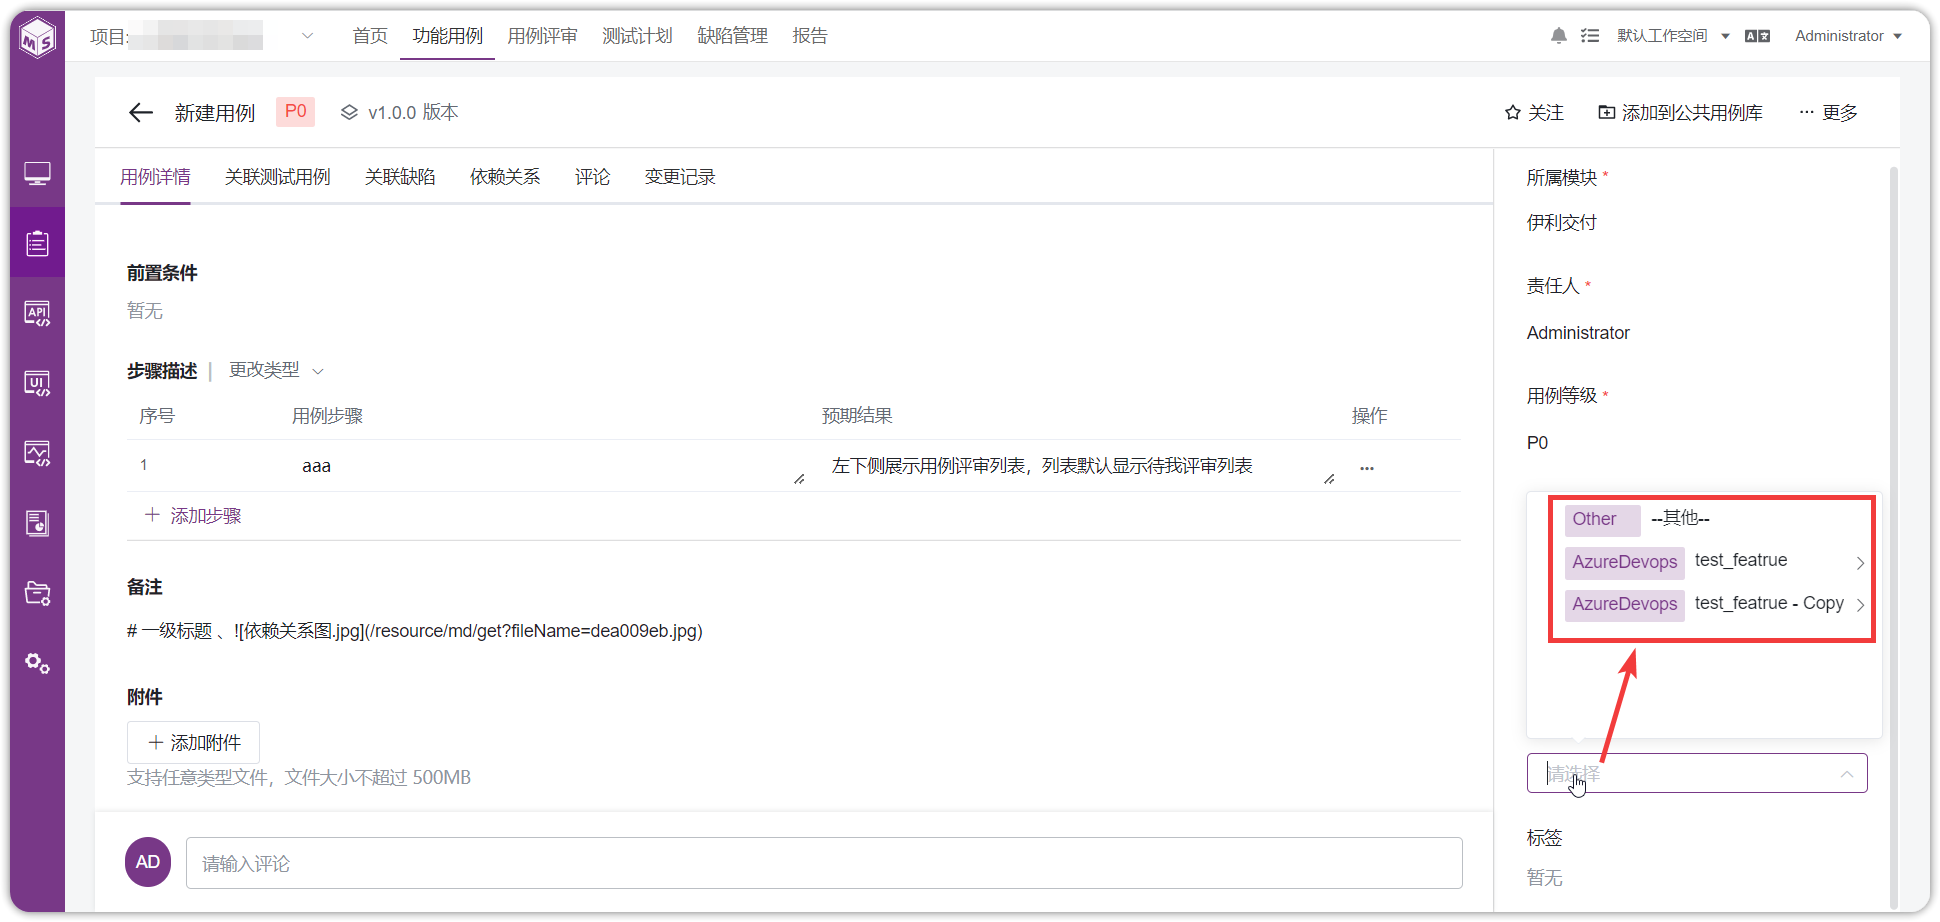 MS
项目:
首页 功能用例 用例评审 测试计划 缺陷管理 报告
默认工作空间
Administrator
新建用例 P0 v1.0.0 版本
关注 添加到公共用例库 ··· 更多
用例详情 关联测试用例 关联缺陷 依赖关系 评论 变更记录
前置条件
暂无
步骤描述 | 更改类型
序号 用例步骤 预期结果 操作
1 aaa 左下侧展示用例评审列表，列表默认显示待我评审列表 ···
+ 添加步骤
备注
# 一级标题 、![依赖关系图.jpg](/resource/md/get?fileName=dea009eb.jpg)
附件
+ 添加附件
支持任意类型文件，文件大小不超过 500MB
AD 请输入评论
所属模块 *
伊利交付
责任人 *
Administrator
用例等级 *
P0
Other --其他--
AzureDevops test_featrue
AzureDevops test_featrue - Copy
请选择
标签
暂无
API
UI